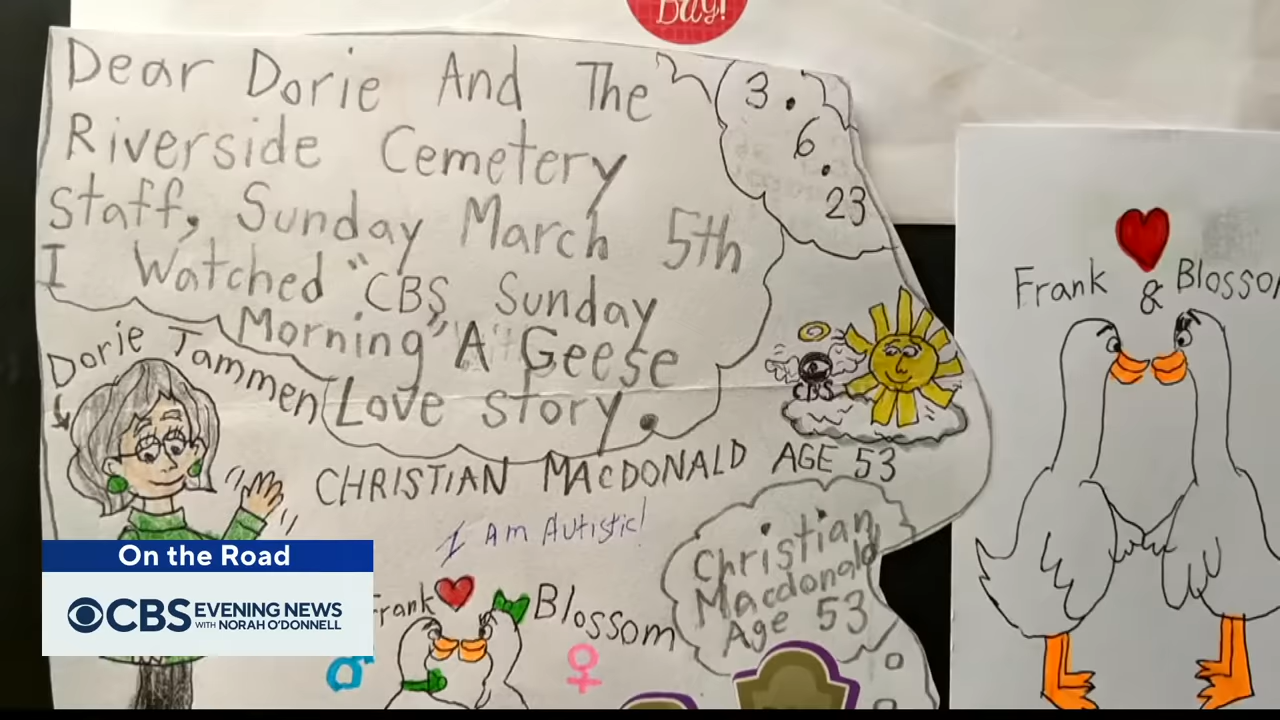 Buy!
Dear Dorie And The
Riverside Cemetery
Staff, Sunday March 5th
I Watched "CBS Sunday
Morning" A Geese
Love story.
3.
6
.
23
Dorie Tammen
CBS
CHRISTIAN MACDONALD AGE 53
I Am Autistic!
Christian
Macdonald
Age 53
Frank
Blossom
Frank
&
On the Road
CBS EVENING NEWS
WITH NORAH O'DONNELL